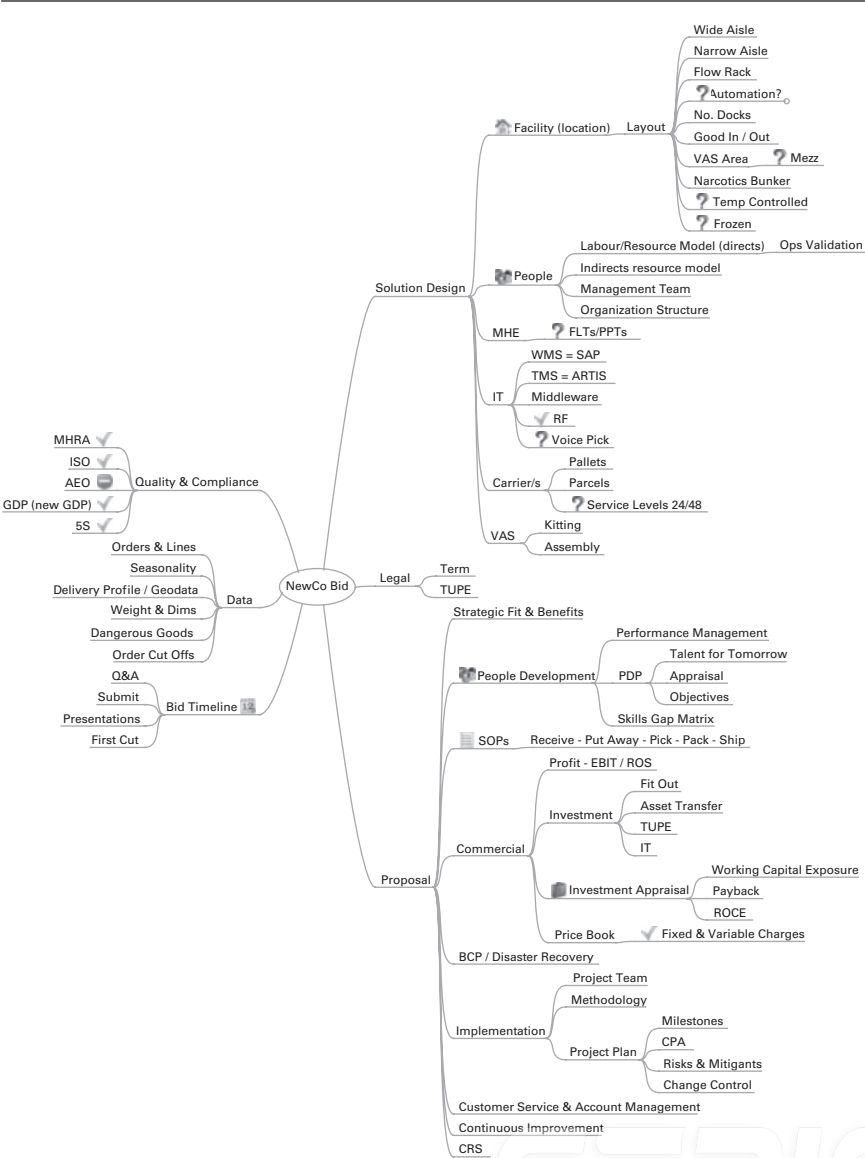 Wide Aisle
Narrow Aisle
Flow Rack
Automation?
No. Docks
Good In / Out
VAS Area
Mezz
Narcotics Bunker
Temp Controlled
Frozen
Facility (location)
Layout
Labour/Resource Model (directs)
Ops Validation
Indirects resource model
Management Team
Organization Structure
People
Solution Design
MHE
FLTs/PPTs
WMS = SAP
TMS = ARTIS
Middleware
RF
Voice Pick
IT
Pallets
Parcels
Service Levels 24/48
Carrier/s
Kitting
Assembly
VAS
MHRA
ISO
AEO
GDP (new GDP)
5S
Quality & Compliance
Orders & Lines
Seasonality
Delivery Profile / Geodata
Weight & Dims
Dangerous Goods
Order Cut Offs
Data
Q&A
Submit
Presentations
First Cut
Bid Timeline
12
NewCo Bid
Legal
Term
TUPE
Strategic Fit & Benefits
Performance Management
Talent for Tomorrow
Appraisal
Objectives
PDP
Skills Gap Matrix
People Development
SOPs
Receive - Put Away - Pick - Pack - Ship
Profit - EBIT / ROS
Fit Out
Asset Transfer
TUPE
IT
Investment
Commercial
Working Capital Exposure
Payback
ROCE
Investment Appraisal
Price Book
Fixed & Variable Charges
Proposal
BCP / Disaster Recovery
Project Team
Methodology
Implementation
Milestones
CPA
Risks & Mitigants
Change Control
Project Plan
Customer Service & Account Management
Continuous Improvement
CRS